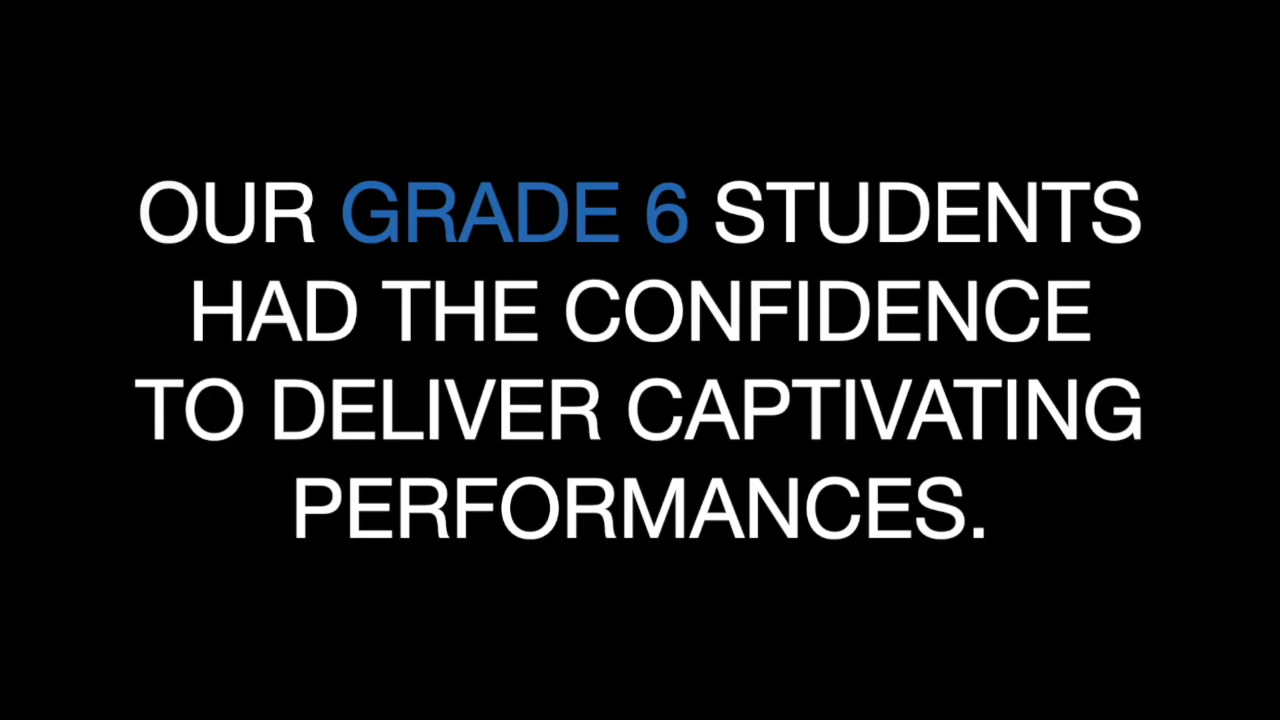 OUR GRADE 6 STUDENTS
HAD THE CONFIDENCE
TO DELIVER CAPTIVATING
PERFORMANCES.